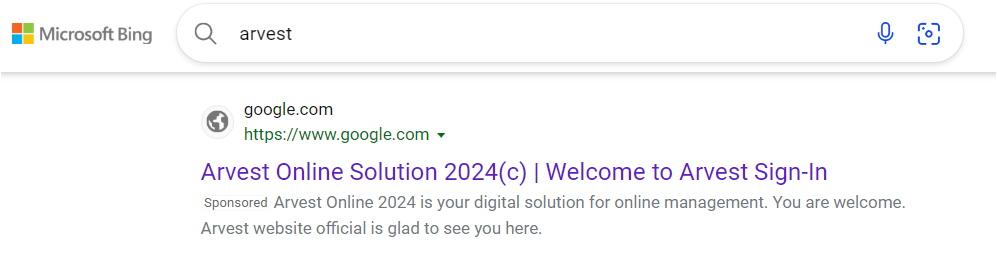 Microsoft Bing
arvest
google.com
https://www.google.com
Arvest Online Solution 2024(c) | Welcome to Arvest Sign-In
Sponsored Arvest Online 2024 is your digital solution for online management. You are welcome.
Arvest website official is glad to see you here.